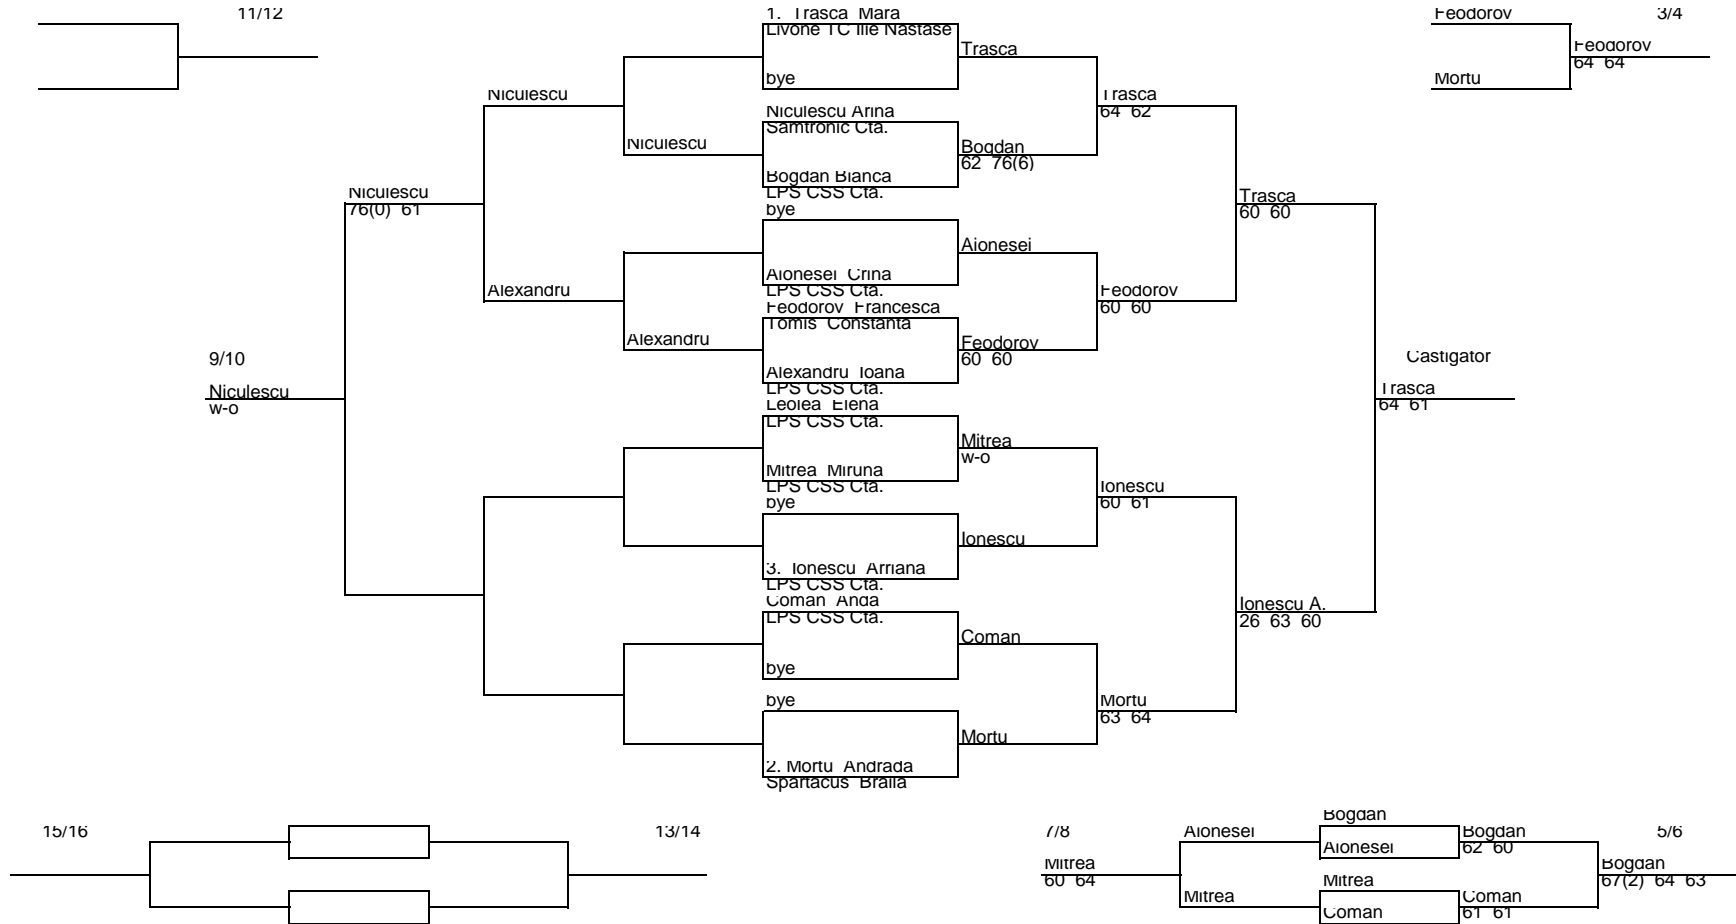 11/12
1. Trasca Mara
Livone TC Ilie Nastase
Trasca
bye
Feodorov
3/4
Feodorov
64 64
Mortu
Niculescu
Trasca
64 62
Niculescu Arina
Samtronic Cta.
Niculescu
Bogdan
62 76(6)
Bogdan Bianca
LPS CSS Cta.
Niculescu
76(0) 61
Trasca
60 60
bye
Aionesei
Aionesei Crina
LPS CSS Cta.
Alexandru
Feodorov
60 60
Feodorov Francesca
Tomis Constanta
Alexandru
Feodorov
60 60
Alexandru Ioana
LPS CSS Cta.
9/10
Niculescu
w-o
Castigator
Trasca
64 61
Leolea Elena
LPS CSS Cta.
Mitrea
w-o
Mitrea Miruna
LPS CSS Cta.
Ionescu
60 61
bye
Ionescu
3. Ionescu Arriana
LPS CSS Cta.
Ionescu A.
26 63 60
Coman Anda
LPS CSS Cta.
Coman
bye
Mortu
63 64
bye
Mortu
2. Mortu Andrada
Spartacus Braila
15/16
13/14
7/8
Aionesei
Bogdan
Aionesei
Bogdan
62 60
5/6
Mitrea
60 64
Bogdan
67(2) 64 63
Mitrea
Mitrea
Coman
Coman
61 61